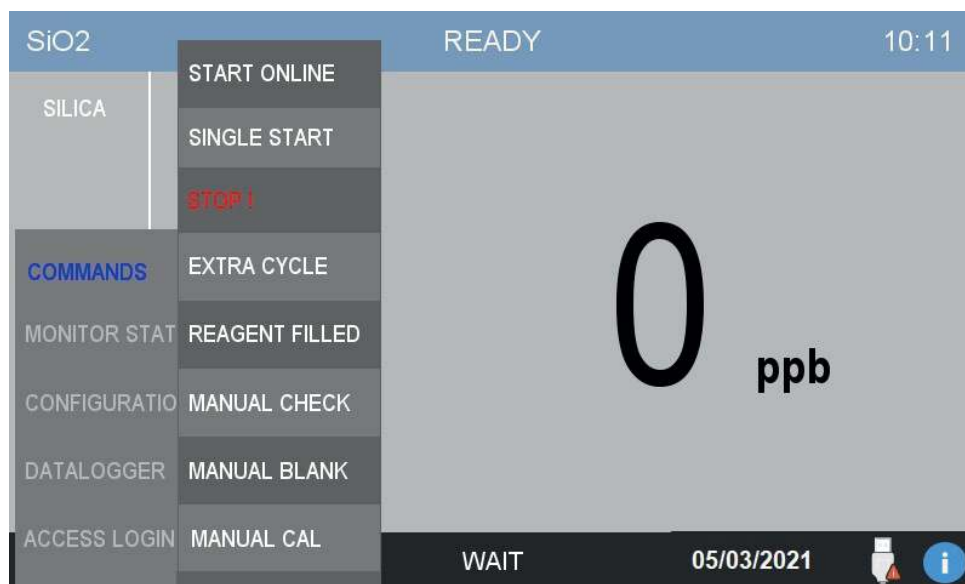 SiO2
READY
10:11
SILICA
START ONLINE
SINGLE START
STOP !
EXTRA CYCLE
REAGENT FILLED
MANUAL CHECK
MANUAL BLANK
MANUAL CAL
COMMANDS
MONITOR STAT
CONFIGURATIO
DATALOGGER
ACCESS LOGIN
0 ppb
WAIT
05/03/2021
i